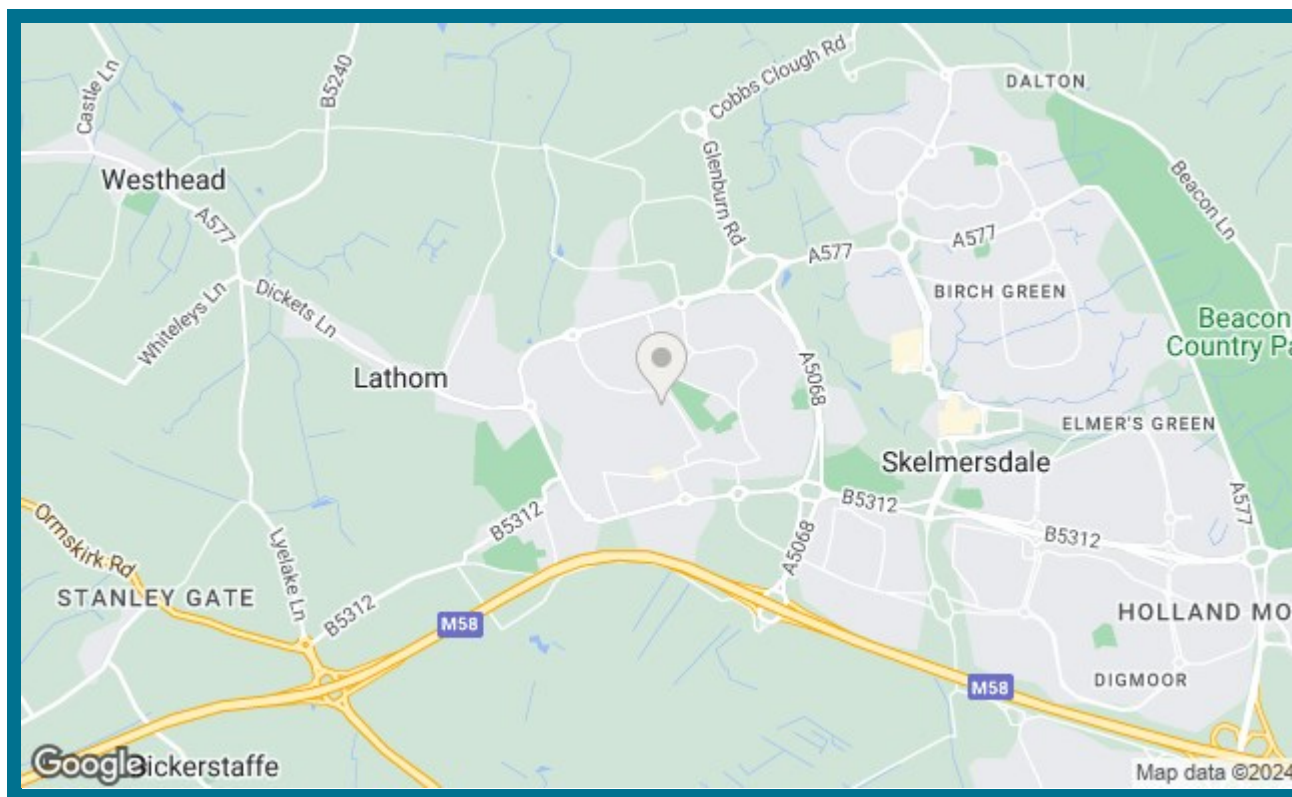 Castle Ln
B5240
Cobbs Clough Rd
DALTON
Westhead
Glenburn Rd
Beacon Ln
A577
A577
A577
Whiteleys Ln
Dickets Ln
BIRCH GREEN
Beacon
Country Pa
Lathom
A5068
ELMER'S GREEN
Skelmersdale
Ormskirk Rd
B5312
B5312
A577
Lyelake Ln
A5068
B5312
STANLEY GATE
B5312
M58
HOLLAND MO
DIGMOOR
M58
Google
Bickerstaffe
Map data ©2024